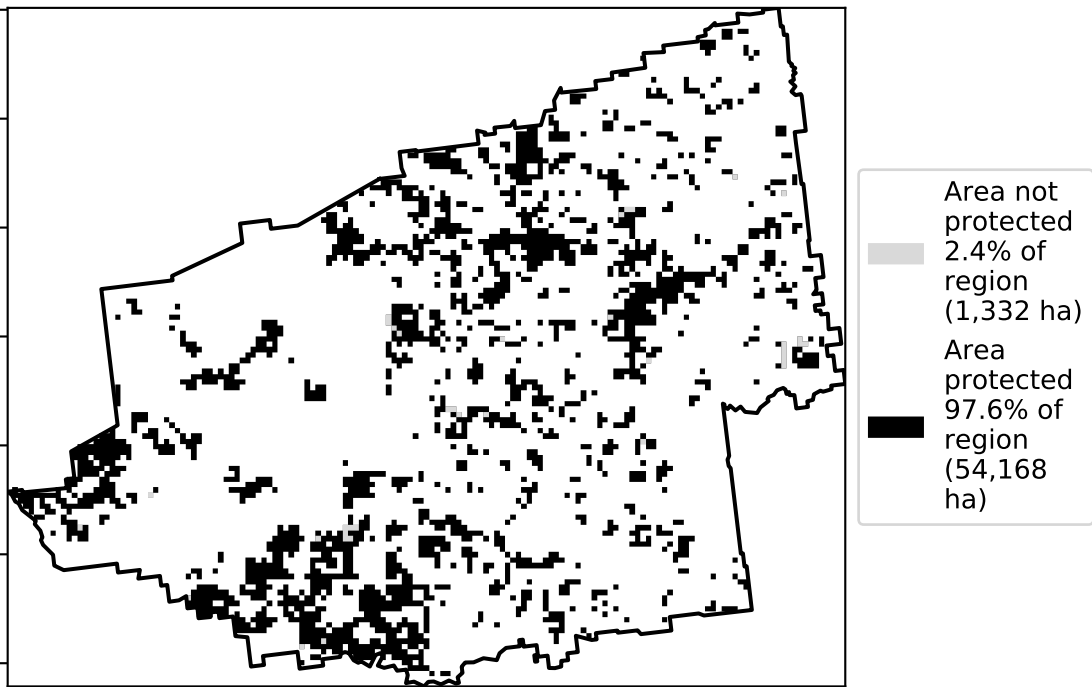 Area not
protected
2.4% of
region
(1,332 ha)
Area
protected
97.6% of
region
(54,168
ha)